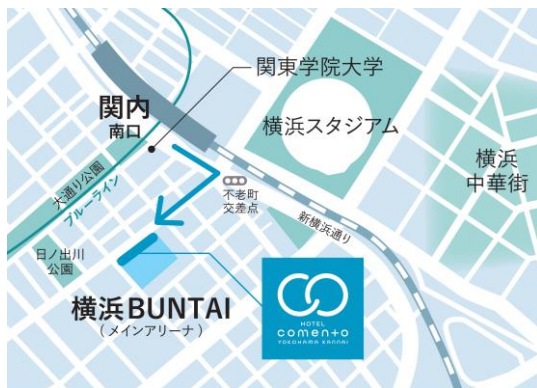 関東学院大学
関内
南口
横浜スタジアム
横浜
中華街
大通り公園
ブルーライン
不老町
交差点
新横浜通り
日ノ出川
公園
横浜BUNTAI
(メインアリーナ)
HOTEL
comento
YOKOHAMA KANNAI